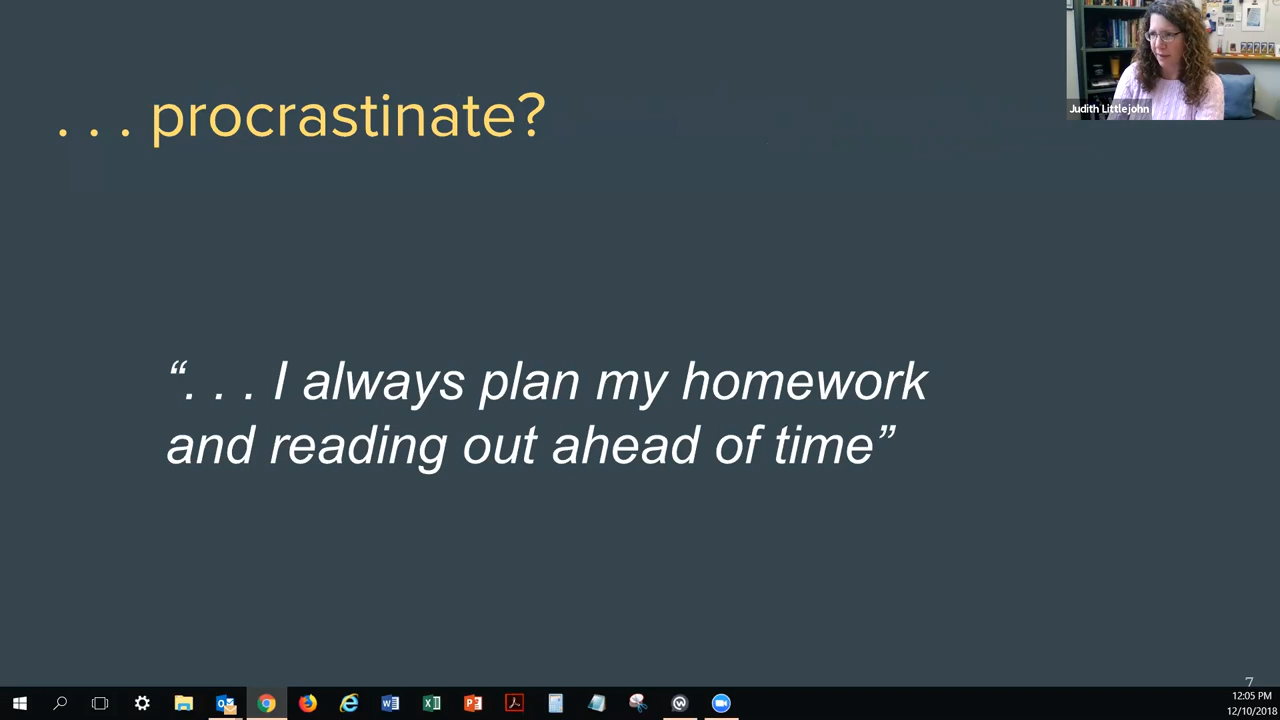 . . . procrastinate?
Judith Littlejohn
“. . . I always plan my homework
and reading out ahead of time”
7
12:05 PM
12/10/2018